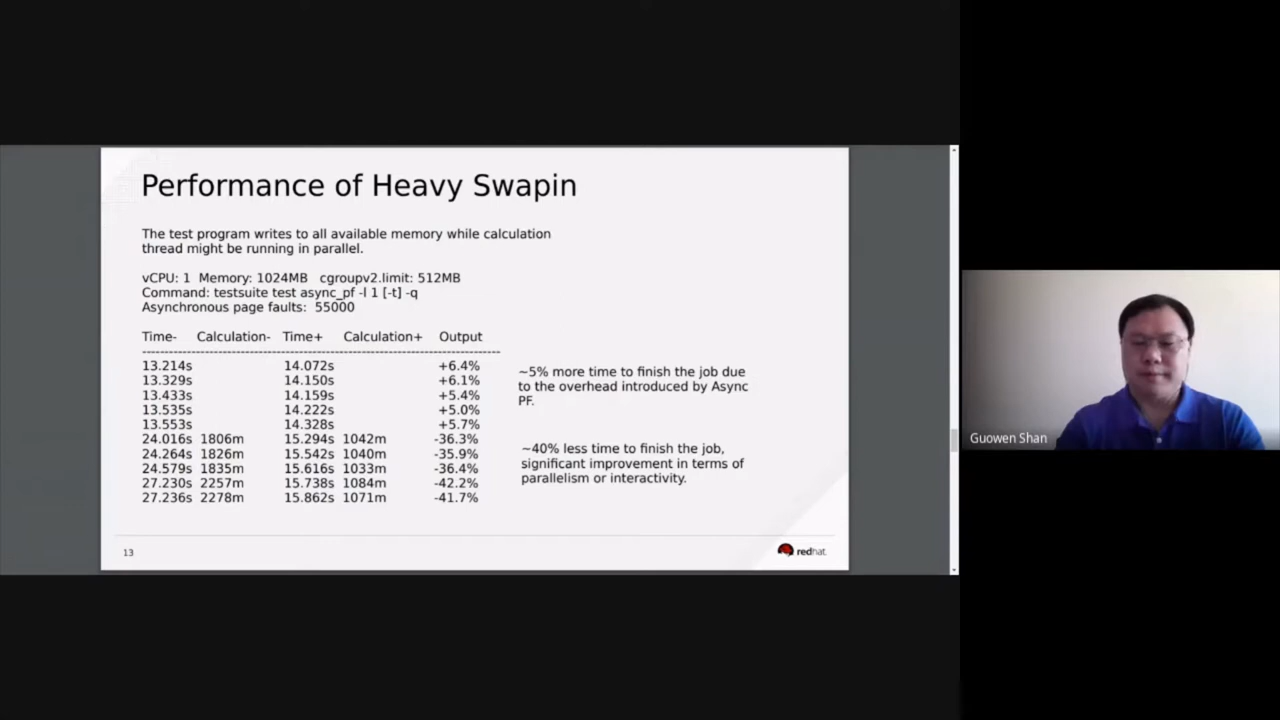 Performance of Heavy Swapin
The test program writes to all available memory while calculation
thread might be running in parallel.
vCPU: 1 Memory: 1024MB cgroupv2.limit: 512MB
Command: testsuite test async_pf -l 1 [-t] -q
Asynchronous page faults: 55000
Time- Calculation- Time+ Calculation+ Output
--------------------------------------------------------------------------------
13.214s 14.072s +6.4%
13.329s 14.150s +6.1%
13.433s 14.159s +5.4%
13.535s 14.222s +5.0%
13.553s 14.328s +5.7%
24.016s 1806m 15.294s 1042m -36.3%
24.264s 1826m 15.542s 1040m -35.9%
24.579s 1835m 15.616s 1033m -36.4%
27.230s 2257m 15.738s 1084m -42.2%
27.236s 2278m 15.862s 1071m -41.7%
~5% more time to finish the job due
to the overhead introduced by Async
PF.
~40% less time to finish the job,
significant improvement in terms of
parallelism or interactivity.
13
redhat
Guowen Shan